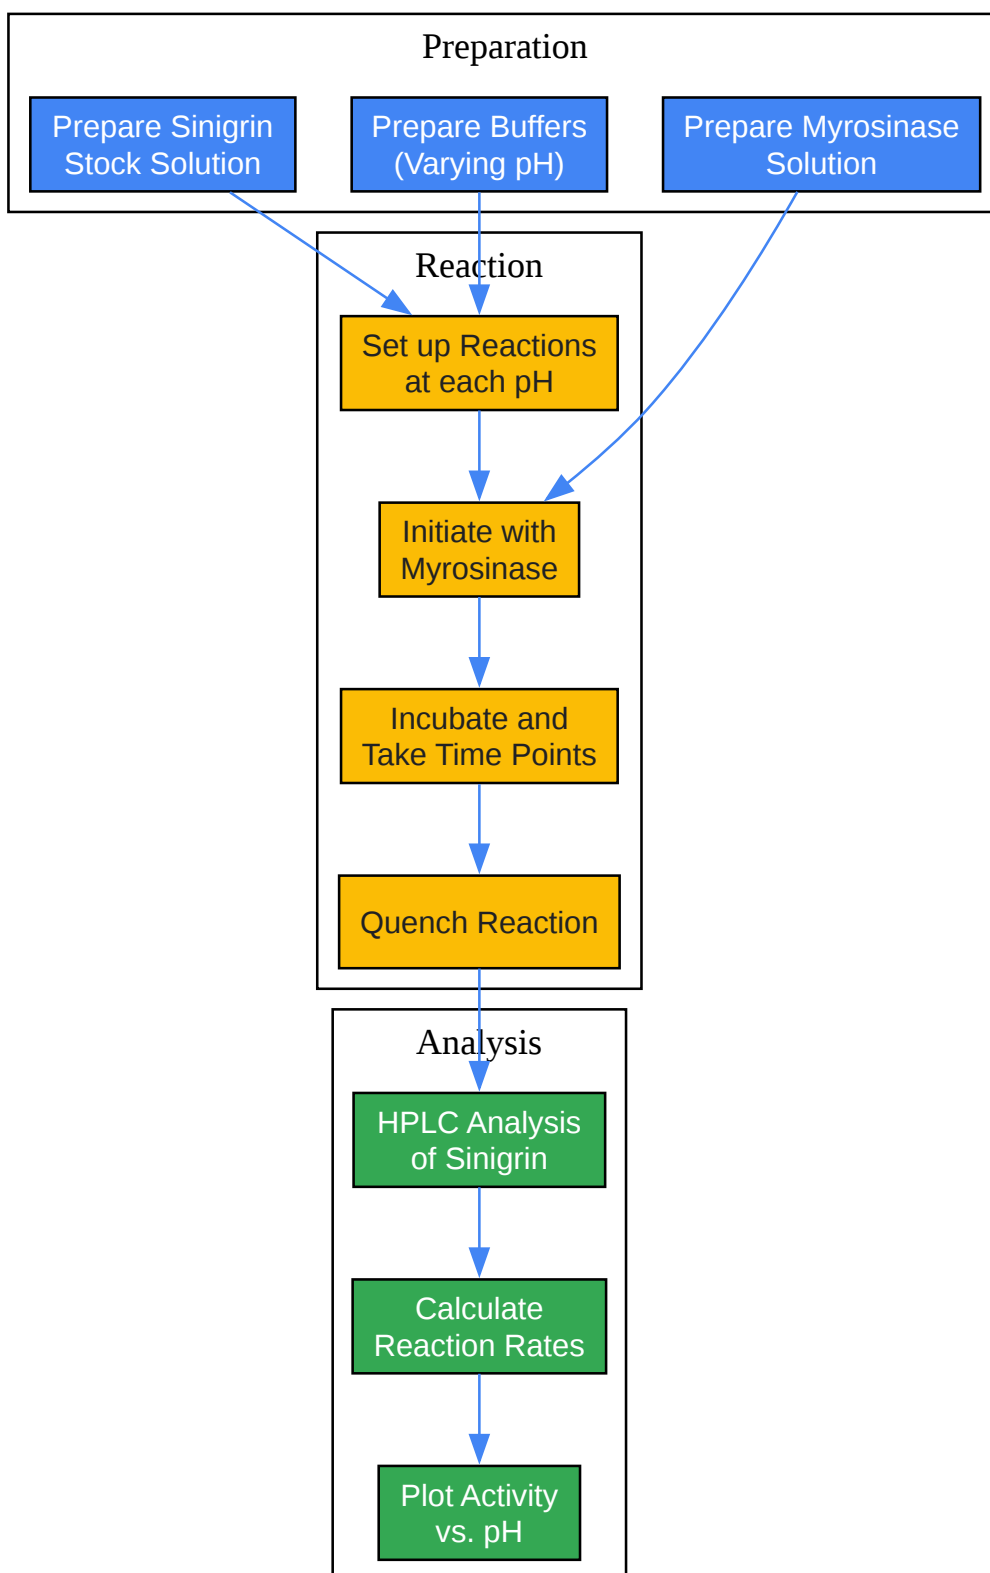 Preparation
Prepare Sinigrin
Stock Solution
Prepare Buffers
(Varying pH)
Prepare Myrosinase
Solution
Reaction
Set up Reactions
at each pH
Initiate with
Myrosinase
Incubate and
Take Time Points
Quench Reaction
Analysis
HPLC Analysis
of Sinigrin
Calculate
Reaction Rates
Plot Activity
vs. pH